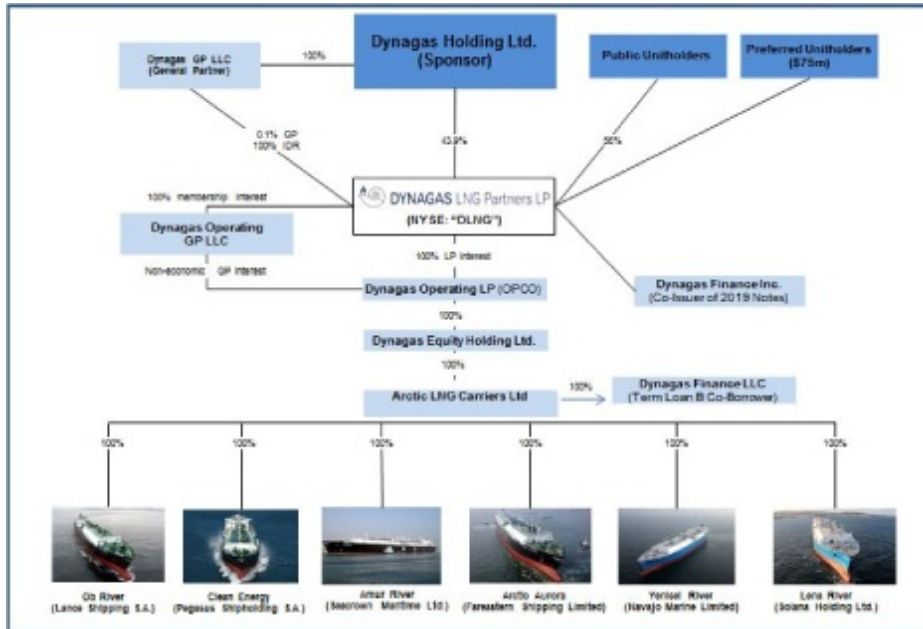 Dynagas GP LLC
(General Partner)
100%
Dynagas Holding Ltd.
(Sponsor)
Public Unitholders
Preferred Unitholders
($75m)
0.1% GP
100% IDR
43.9%
56%
100% membership interest
DYNAGAS LNG Partners LP
(NYSE: "DLNG")
Dynagas Operating
GP LLC
100% LP interest
Non-economic GP interest
Dynagas Operating LP (OPCO)
Dynagas Finance Inc.
(Co-Issuer of 2019 Notes)
100%
Dynagas Equity Holding Ltd.
100%
Arctic LNG Carriers Ltd
100%
Dynagas Finance LLC
(Term Loan B Co-Borrower)
100%
100%
100%
100%
100%
100%
Ob River
(Lance Shipping S.A.)
Clean Energy
(Pegasus Shipholding S.A.)
Amur River
(Seacrown Maritime Ltd.)
Arctic Aurora
(Fareastern Shipping Limited)
Yenisei River
(Navajo Marine Limited)
Lena River
(Solana Holding Ltd.)